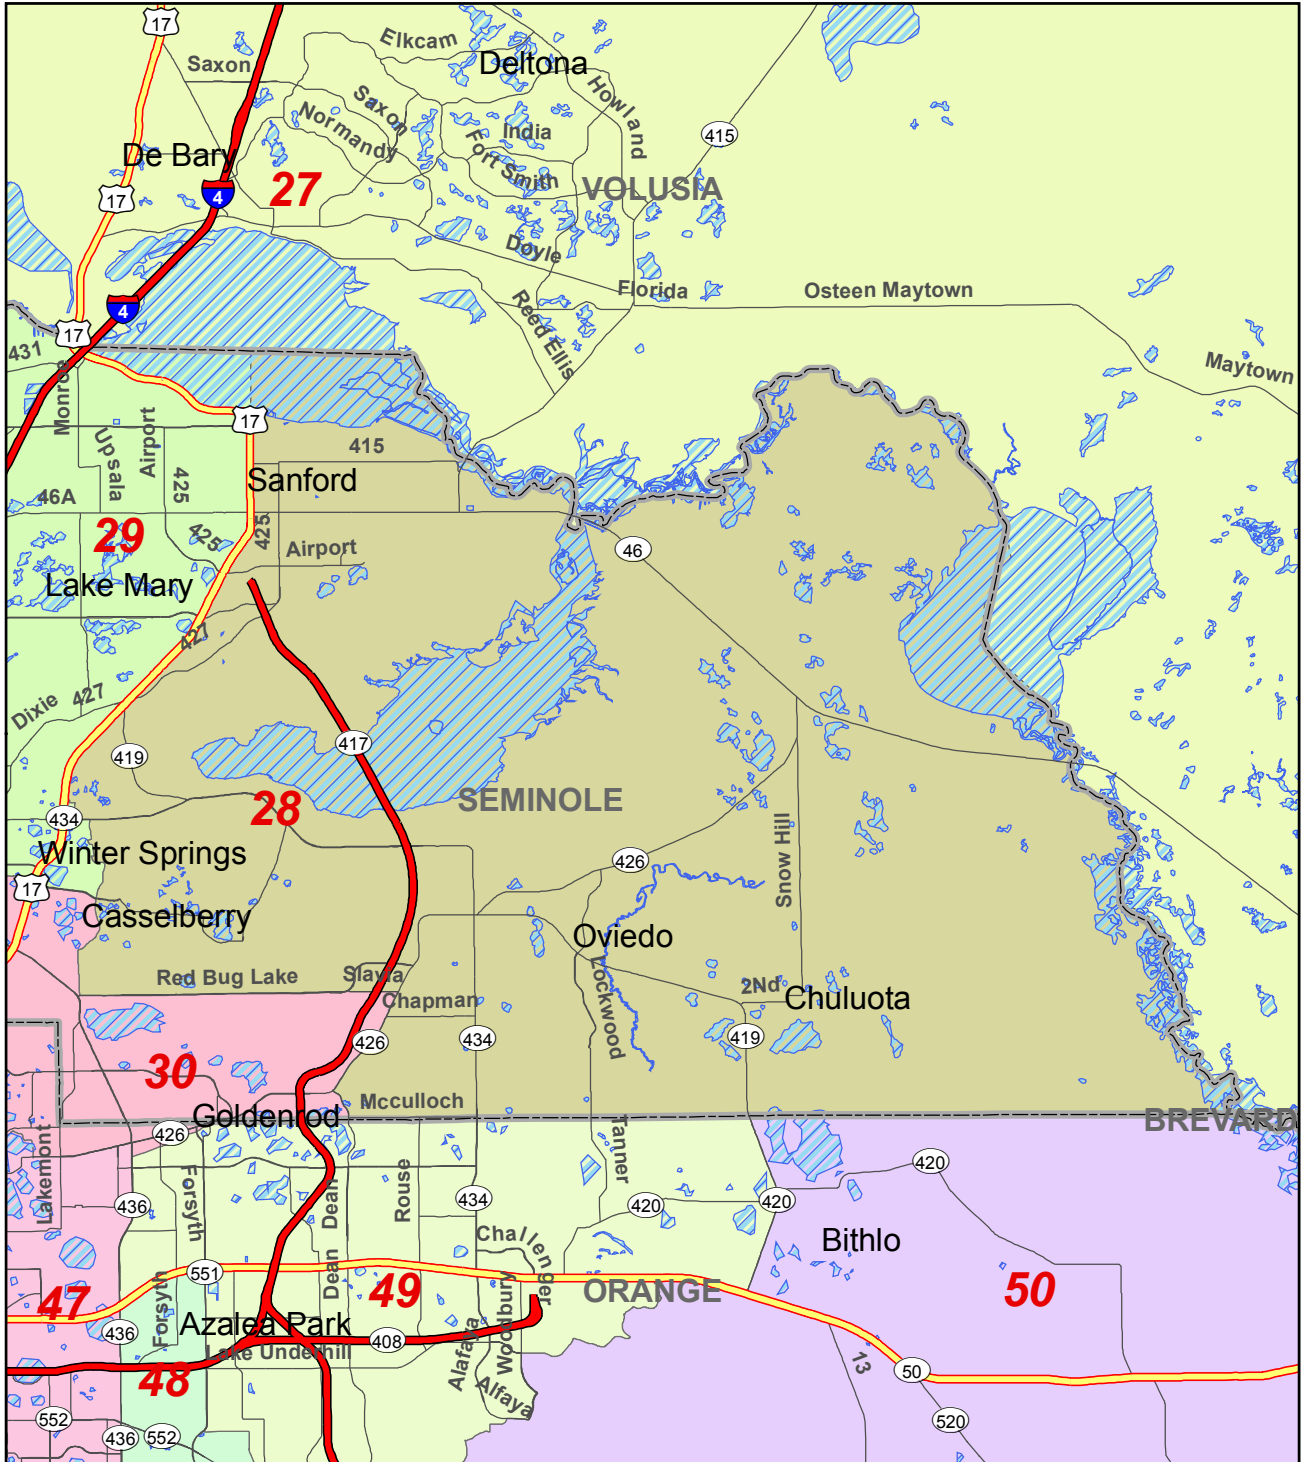 17
Elkcam
Deltona
Saxon
Howland
Saxon
Normandy
India
415
De Bary
Fort Smith
27
VOLUSIA
4
17
Doyle
Florida
Osteen Maytown
Reed Ellis
4
17
431
Maytown
Monroe
17
Airport
Upsala
415
425
Sanford
46A
425
425
29
Airport
46
Lake Mary
427
427
Dixie
417
419
SEMINOLE
28
434
Snow Hill
Winter Springs
426
17
Casselberry
Oviedo
Red Bug Lake
Slavia
Lockwood
2Nd
Chuluota
Chapman
426
434
419
30
Mcculloch
Goldenrod
BREVARD
426
Lakemont
Tanner
420
Forsyth
Dean
Rouse
434
436
420
420
Challenger
Bithlo
551
Dean
49
ORANGE
50
47
Forsyth
Woodbury
436
Azalea Park
408
Alafaya
Lake Underhill
13
50
48
Alfaya
552
436
552
520